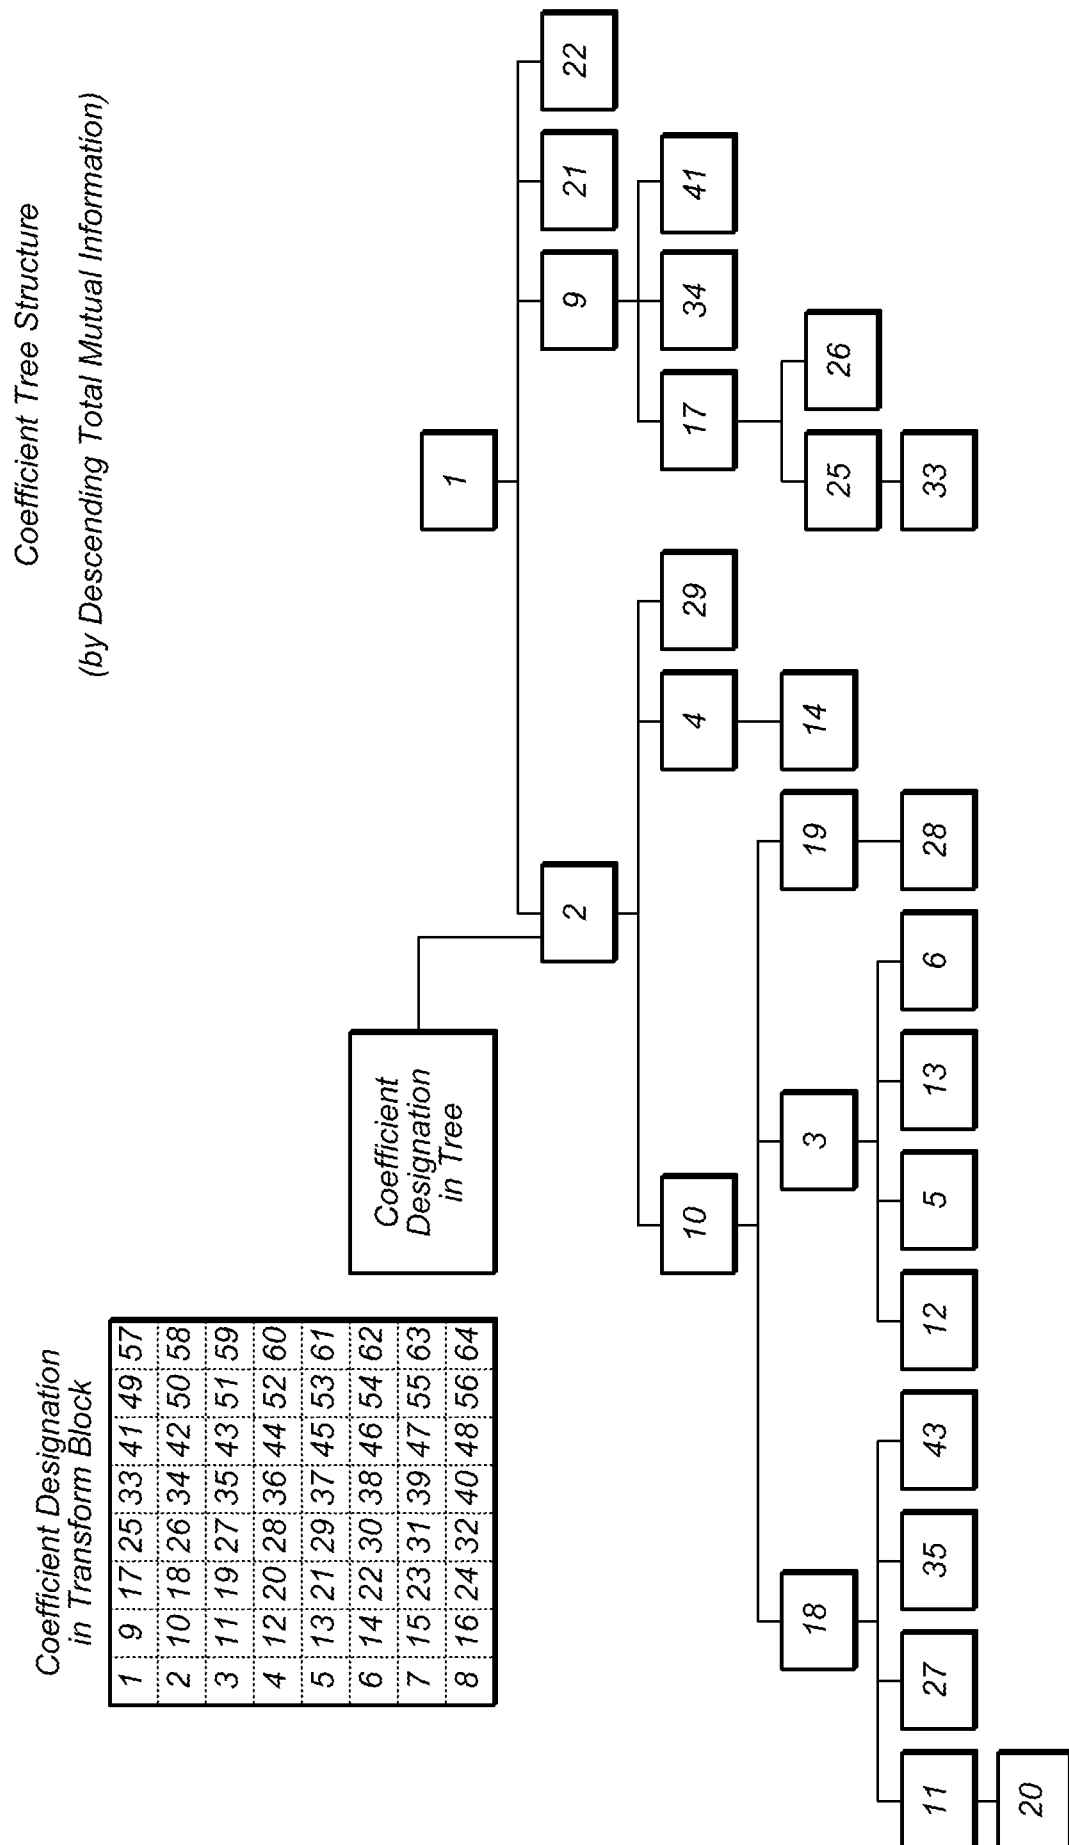 Coefficient Tree Structure
(by Descending Total Mutual Information)
Coefficient Designation
in Transform Block
1 9 17 25 33 41 49 57
2 10 18 26 34 42 50 58
3 11 19 27 35 43 51 59
4 12 20 28 36 44 52 60
5 13 21 29 37 45 53 61
6 14 22 30 38 46 54 62
7 15 23 31 39 47 55 63
8 16 24 32 40 48 56 64
Coefficient
Designation
in Tree
1
2 9 21 22
10 4 29 17 34 41
18 3 19 14 25 26
11 27 35 43 12 5 13 6 28 33
20